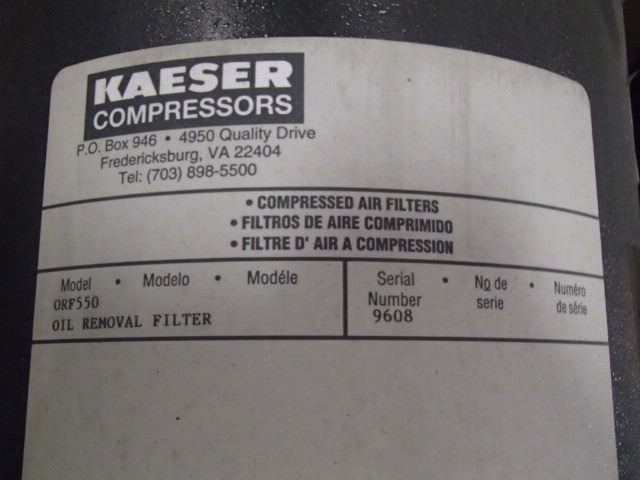 KAESER
COMPRESSORS
P.O. Box 946 • 4950 Quality Drive
Fredericksburg, VA 22404
Tel: (703) 898-5500
• COMPRESSED AIR FILTERS
• FILTROS DE AIRE COMPRIMIDO
• FILTRE D' AIR A COMPRESSION
Model • Modelo • Modéle
ORF550
OIL REMOVAL FILTER
Serial • No de • Numéro
Number serie de série
9608